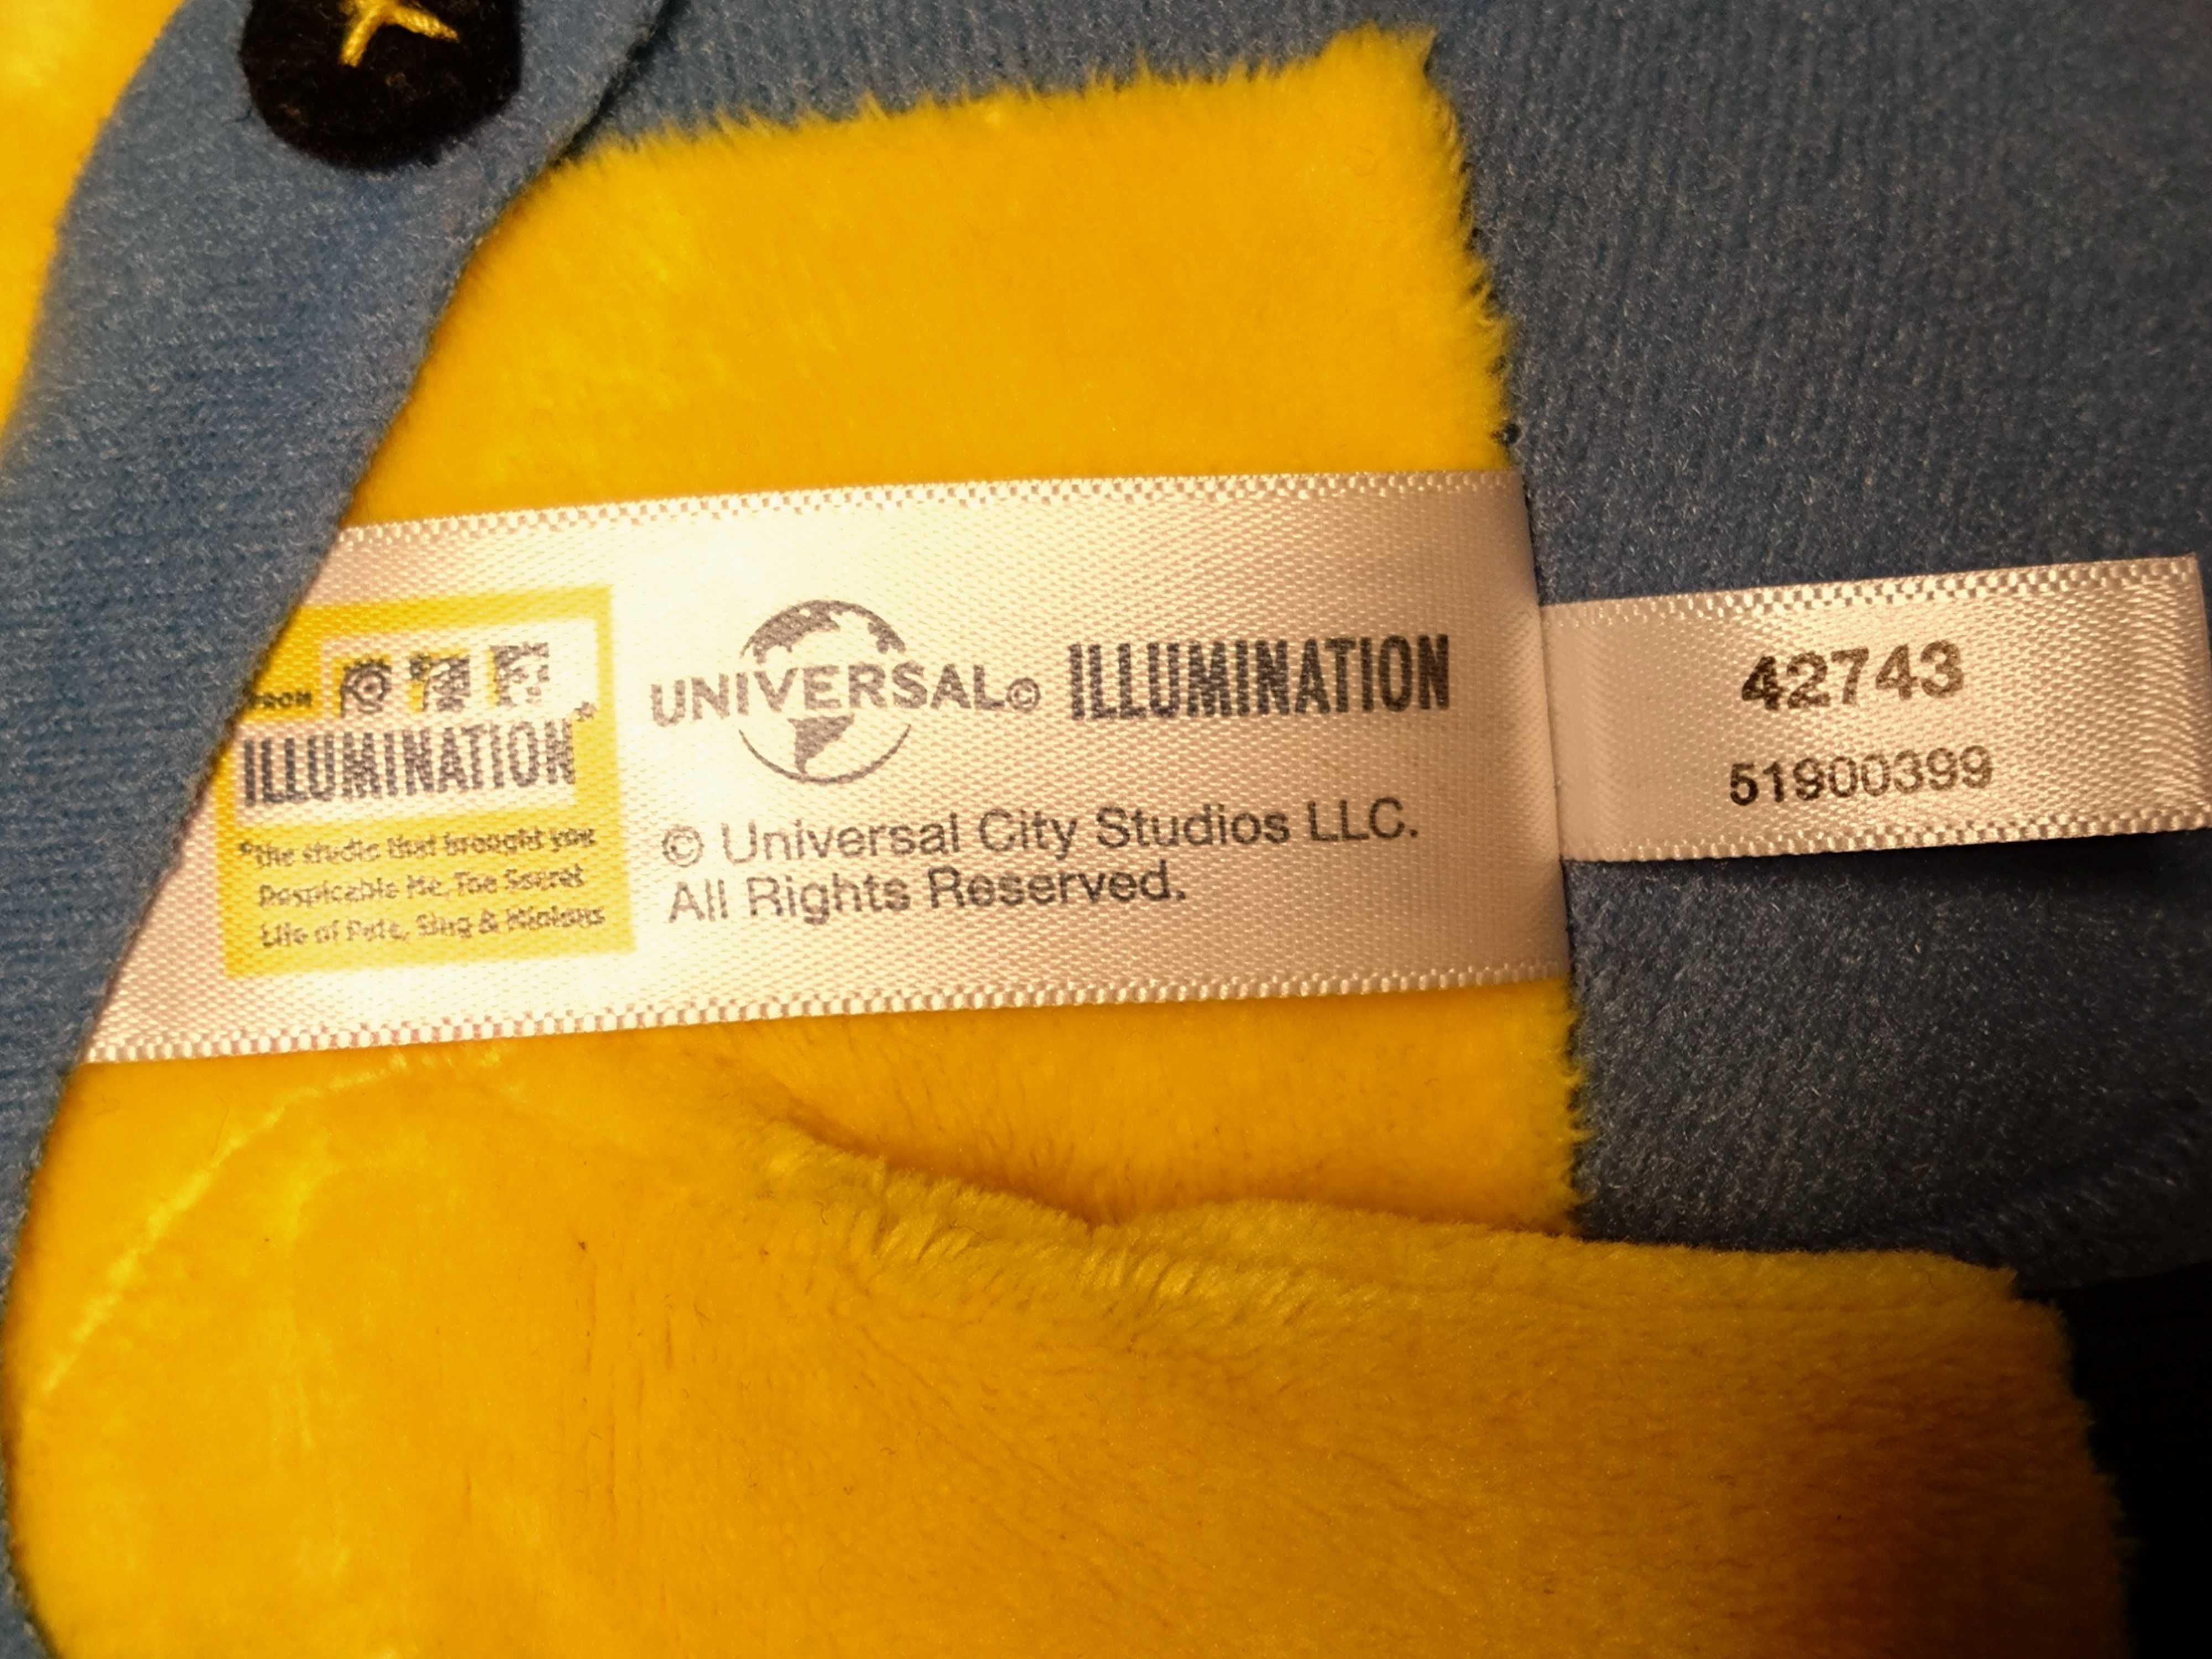 FROM
ILLUMINATION*
*the studio that brought you
Despicable Me, The Secret
Life of Pets, Sing & Minions
UNIVERSAL© ILLUMINATION
© Universal City Studios LLC.
All Rights Reserved.
42743
51900399